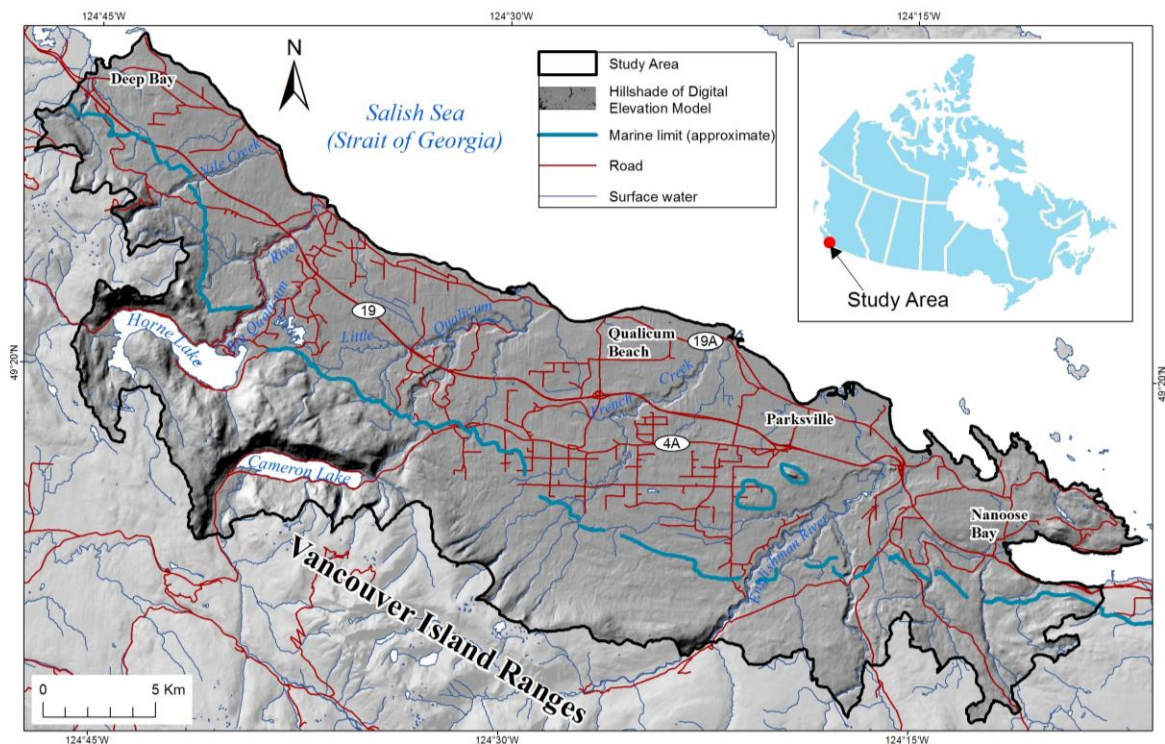 124°45'W
124°30'W
124°15'W
N
Deep Bay
Salish Sea
(Strait of Georgia)
Study Area
Hillshade of Digital
Elevation Model
Marine limit (approximate)
Road
Surface water
Study Area
Nile Creek
River
Big Qualicum
Horne Lake
19
Little
Qualicum
Qualicum
Beach
19A
Creek
French
4A
Parksville
49°20'N
49°20'N
Cameron Lake
Nanoose
Bay
Englishman River
Vancouver Island Ranges
0
5 Km
124°45'W
124°30'W
124°15'W